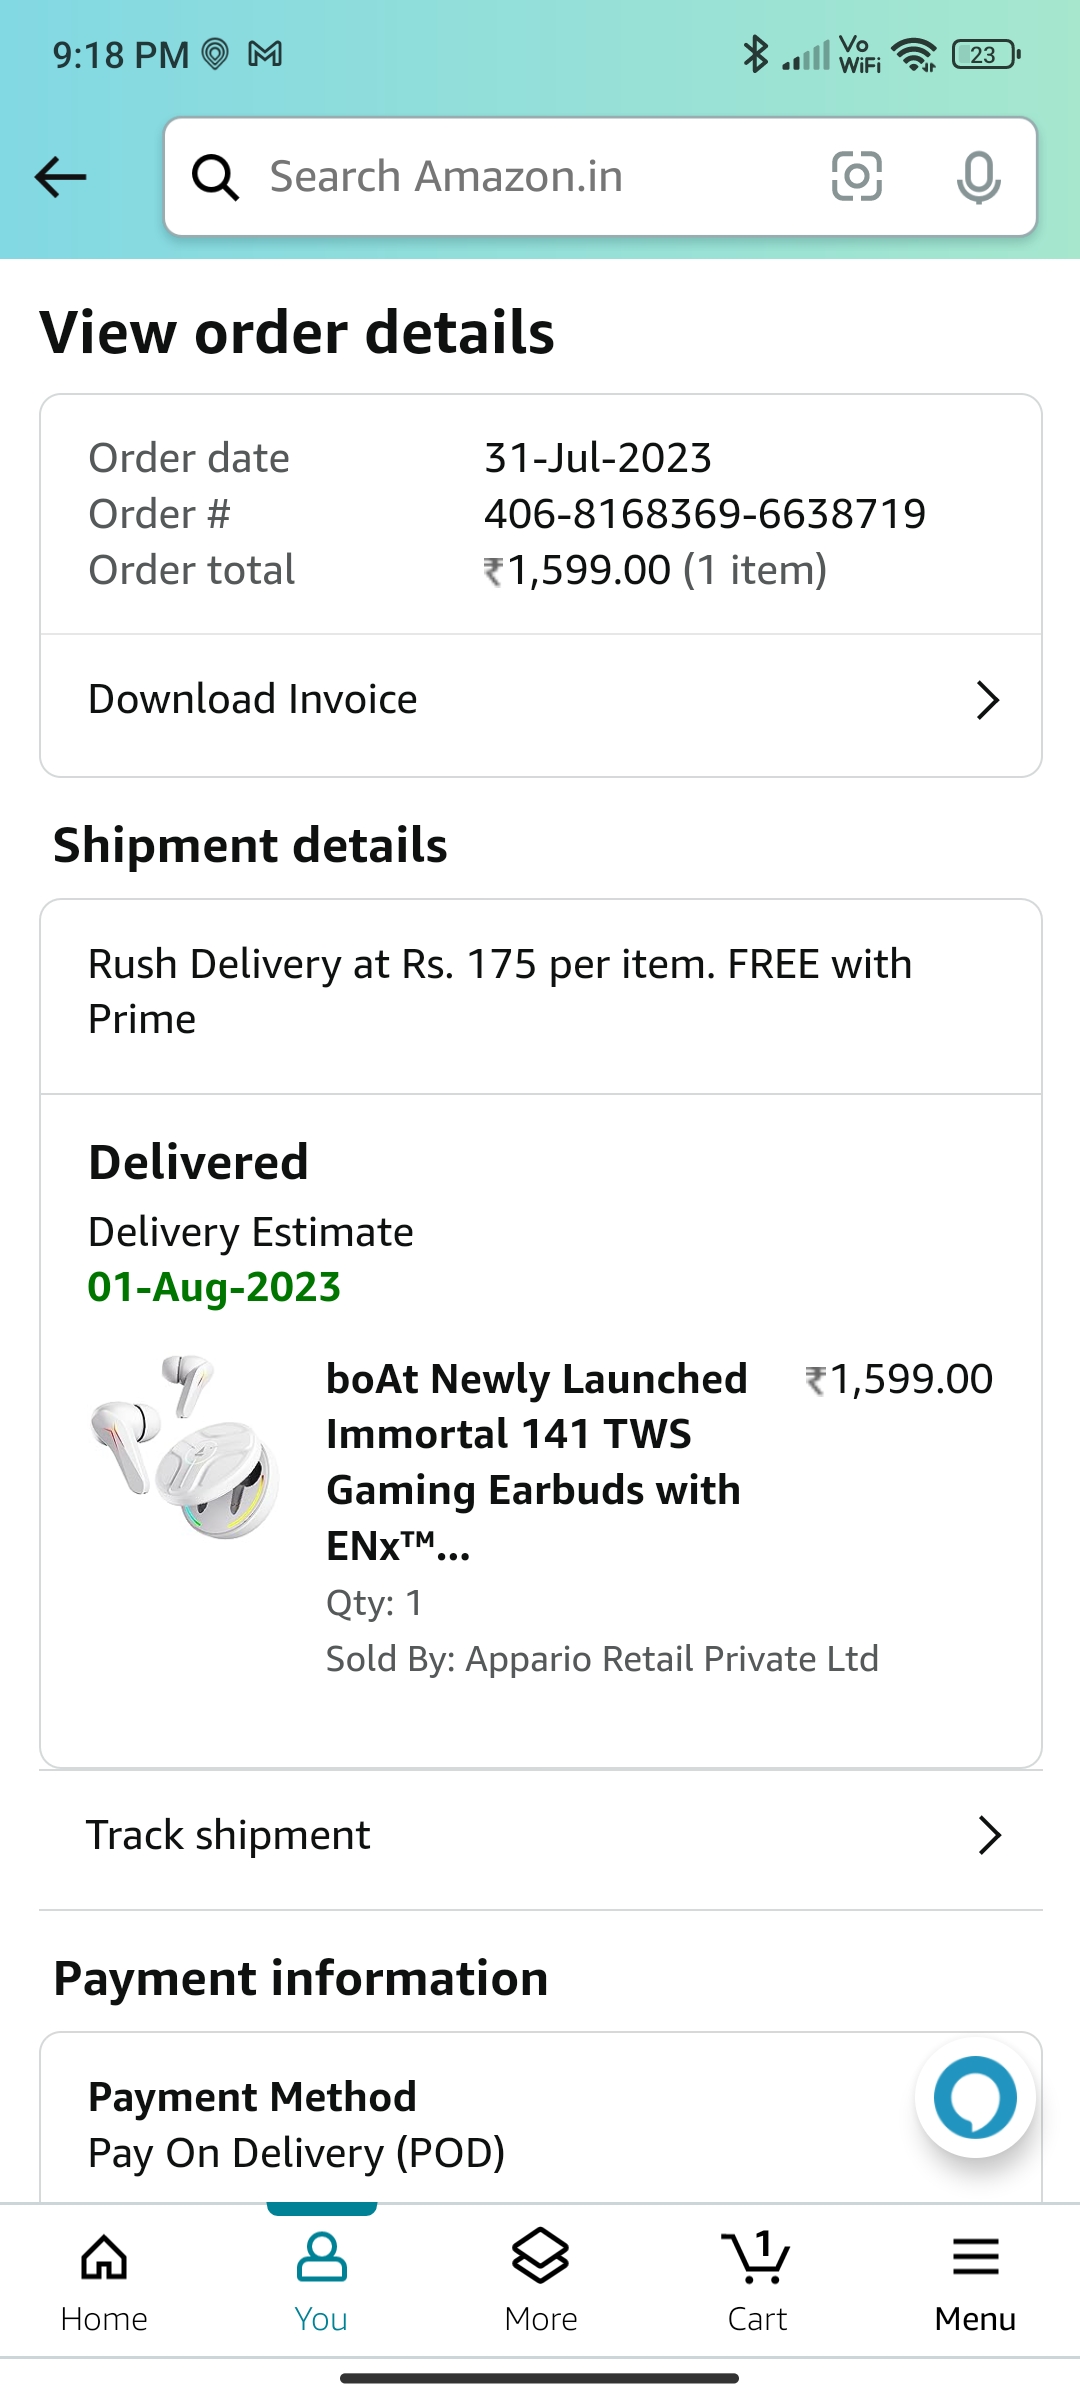 9:18 PM
Vo
WiFi
23
Search Amazon.in
View order details
Order date 31-Jul-2023
Order # 406-8168369-6638719
Order total ₹1,599.00 (1 item)
Download Invoice
Shipment details
Rush Delivery at Rs. 175 per item. FREE with
Prime
Delivered
Delivery Estimate
01-Aug-2023
boAt Newly Launched ₹1,599.00
Immortal 141 TWS
Gaming Earbuds with
ENx™...
Qty: 1
Sold By: Appario Retail Private Ltd
Track shipment
Payment information
Payment Method
Pay On Delivery (POD)
1
Home You More Cart Menu